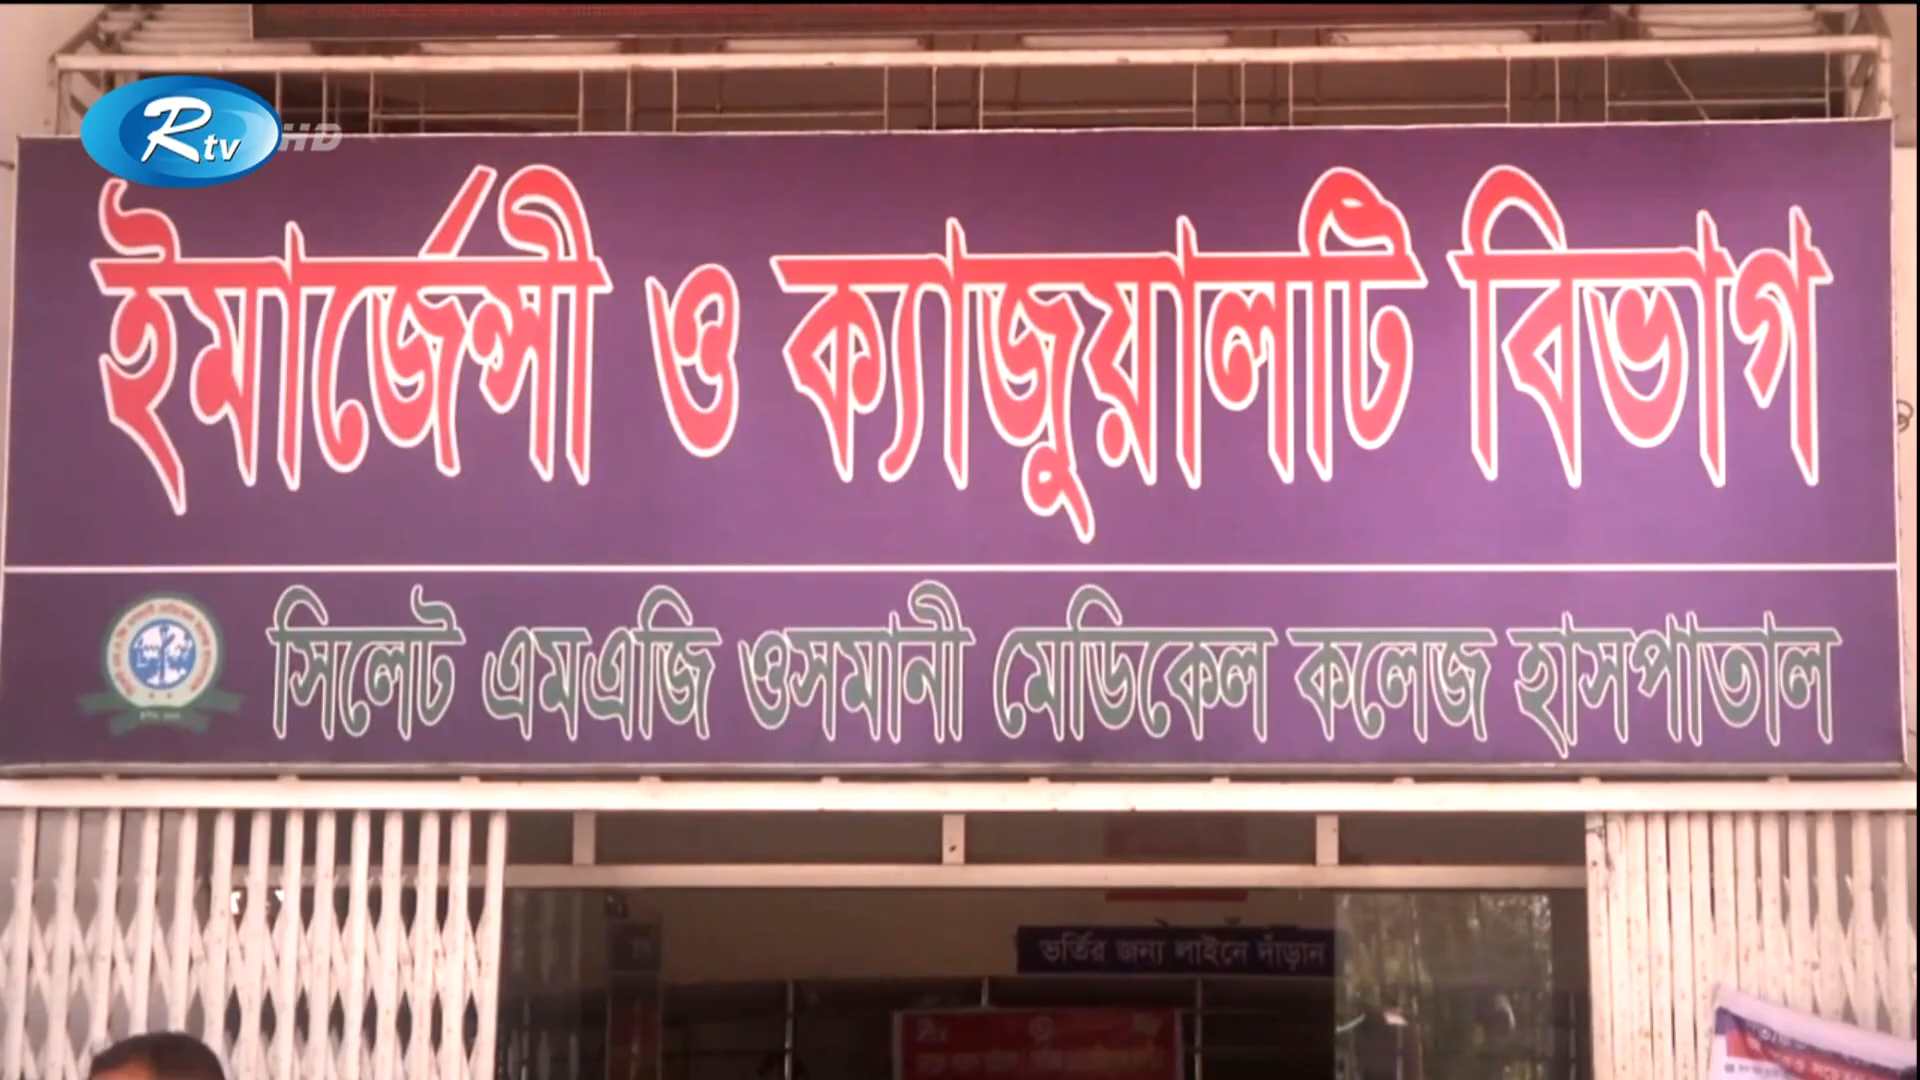 Rtv HD
ইমার্জেন্সী ও ক্যাজুয়ালটি বিভাগ
সিলেট এমএজি ওসমানী মেডিকেল কলেজ হাসপাতাল
ভর্তির জন্য লাইনে দাঁড়ান